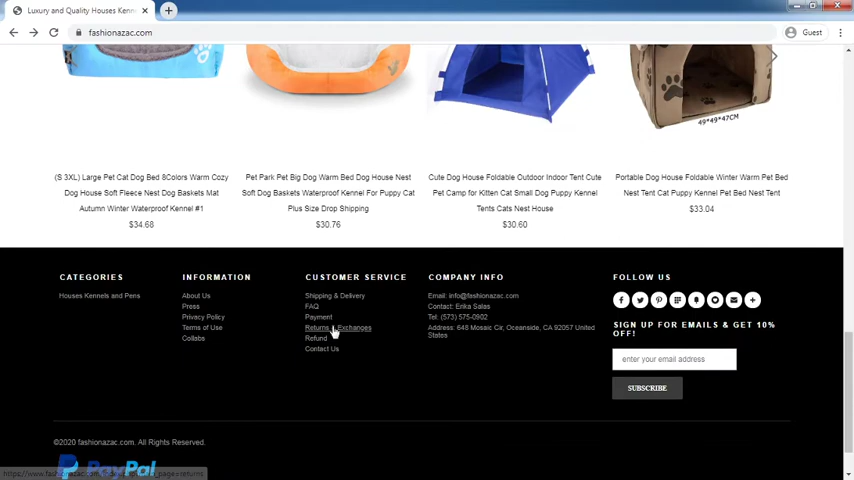 Luxury and Quality Houses Kenn
fashionazac.com
Guest
49*49*47CM
(S 3XL) Large Pet Cat Dog Bed 8Colors Warm Cozy
Dog House Soft Fleece Nest Dog Baskets Mat
Autumn Winter Waterproof Kennel #1
$34.68
Pet Park Pet Big Dog Warm Bed Dog House Nest
Soft Dog Baskets Waterproof Kennel For Puppy Cat
Plus Size Drop Shipping
$30.76
Cute Dog House Foldable Outdoor Indoor Tent Cute
Pet Camp for Kitten Cat Small Dog Puppy Kennel
Tents Cats Nest House
$30.60
Portable Dog House Foldable Winter Warm Pet Bed
Nest Tent Cat Puppy Kennel Pet Bed Nest Tent
$33.04
CATEGORIES
Houses Kennels and Pens
INFORMATION
About Us
Press
Privacy Policy
Terms of Use
Collabs
CUSTOMER SERVICE
Shipping & Delivery
FAQ
Payment
Returns Exchanges
Refund
Contact Us
COMPANY INFO
Email: info@fashionazac.com
Contact: Erika Salas
Tel: (573) 575-0902
Address: 648 Mosaic Cir, Oceanside, CA 92057 United
States
FOLLOW US
SIGN UP FOR EMAILS & GET 10%
OFF!
enter your email address
SUBSCRIBE
©2020 fashionazac.com. All Rights Reserved.
PayPal